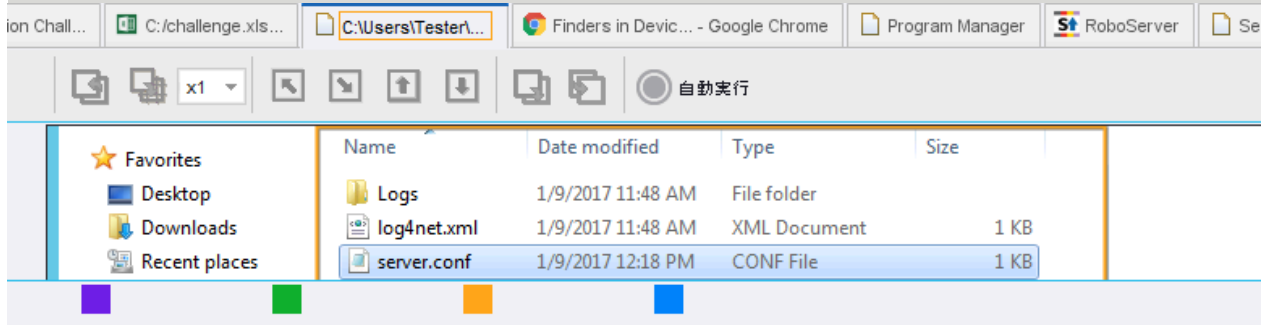 ion Chall... C:/challenge.xls... C:\Users\Tester\... Finders in Devic... - Google Chrome Program Manager St RoboServer Se
x1 自動実行
Favorites Name Date modified Type Size
Desktop Logs 1/9/2017 11:48 AM File folder
Downloads log4net.xml 1/9/2017 11:48 AM XML Document 1 KB
Recent places server.conf 1/9/2017 12:18 PM CONF File 1 KB